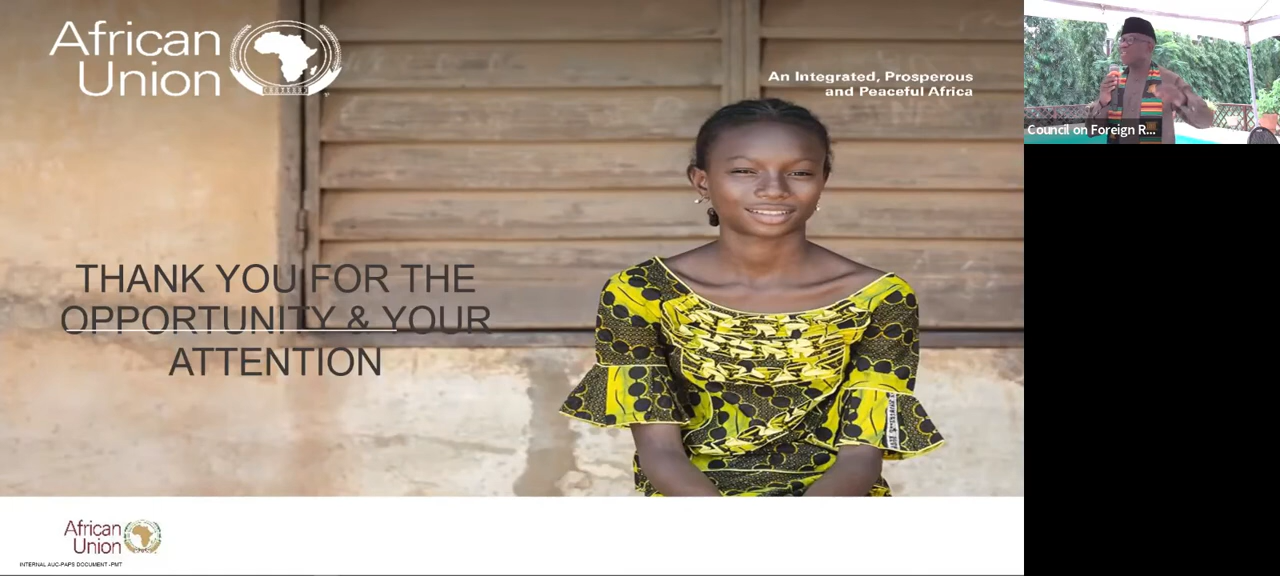 African
Union
An Integrated, Prosperous
and Peaceful Africa
THANK YOU FOR THE
OPPORTUNITY & YOUR
ATTENTION
Council on Foreign R...
African
Union
INTERNAL AUC-PAPS DOCUMENT -PMT